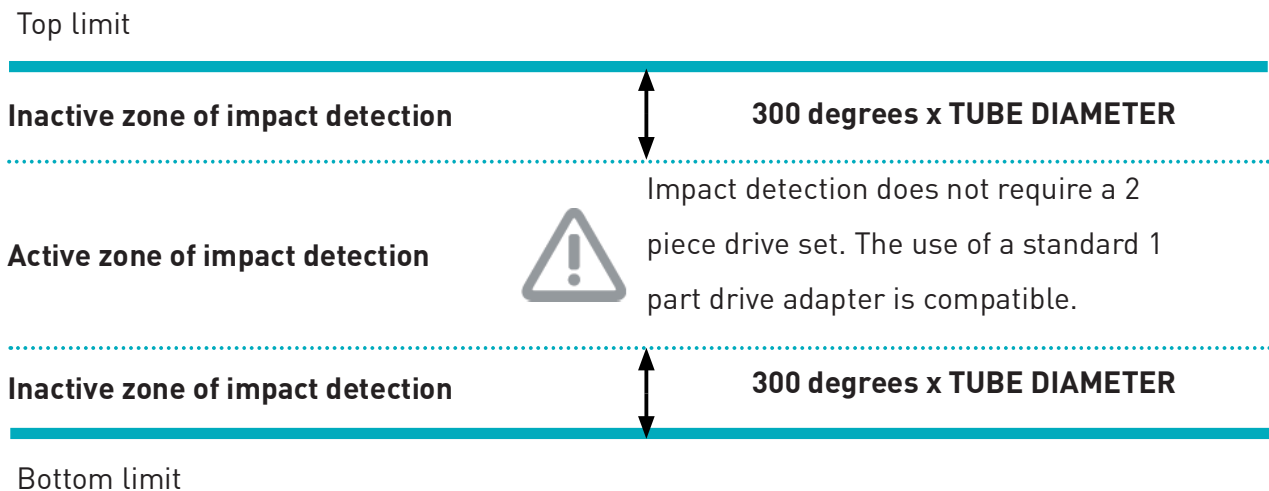 Top limit
Inactive zone of impact detection
300 degrees x TUBE DIAMETER
Active zone of impact detection
Impact detection does not require a 2
piece drive set. The use of a standard 1
part drive adapter is compatible.
Inactive zone of impact detection
300 degrees x TUBE DIAMETER
Bottom limit